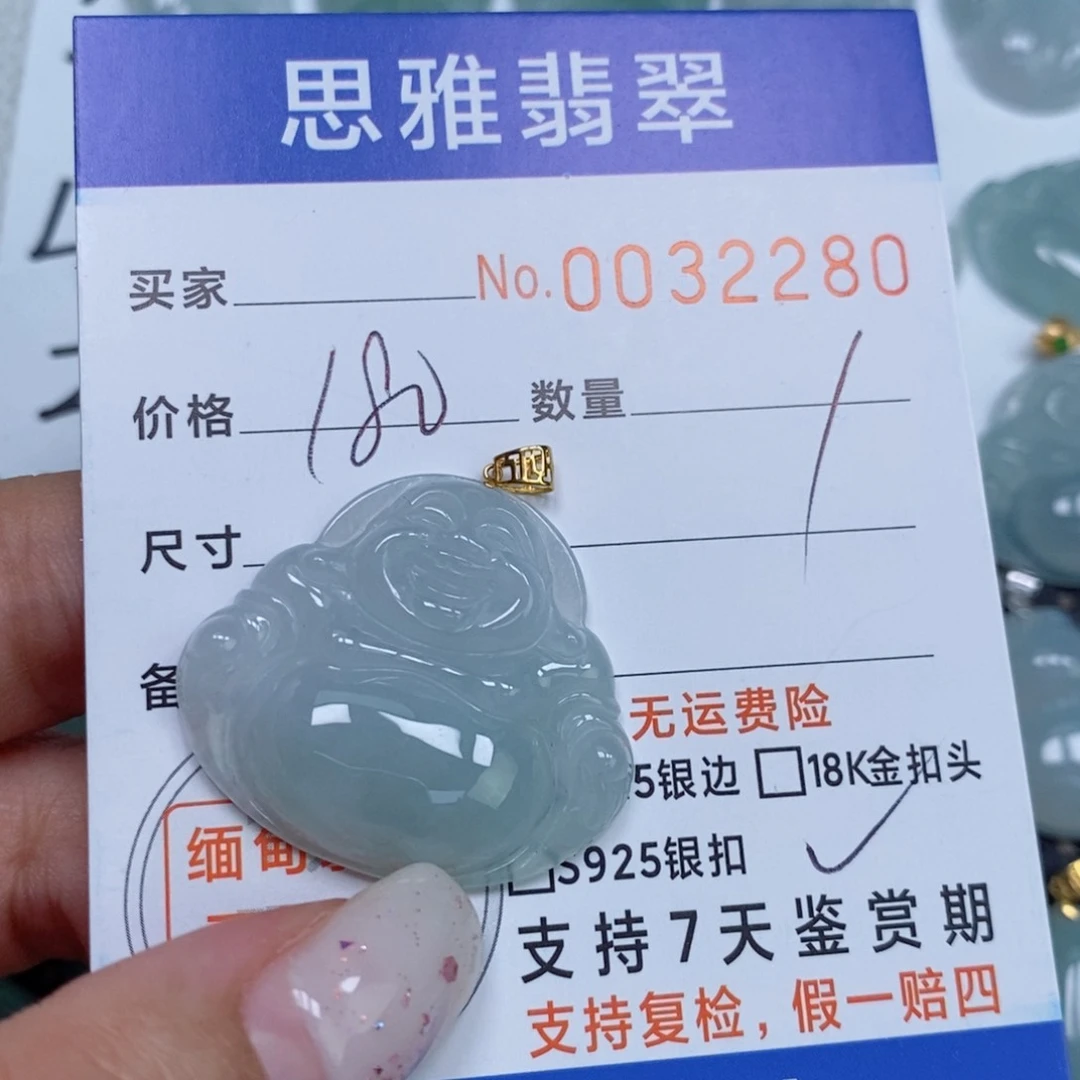 思雅翡翠
买家 No.0032280
价格 180 数量 1
尺寸
备
无运费险
5银边 □18K金扣头
缅甸
□S925银扣 ✓
支持7天鉴赏期
支持复检，假一赔四